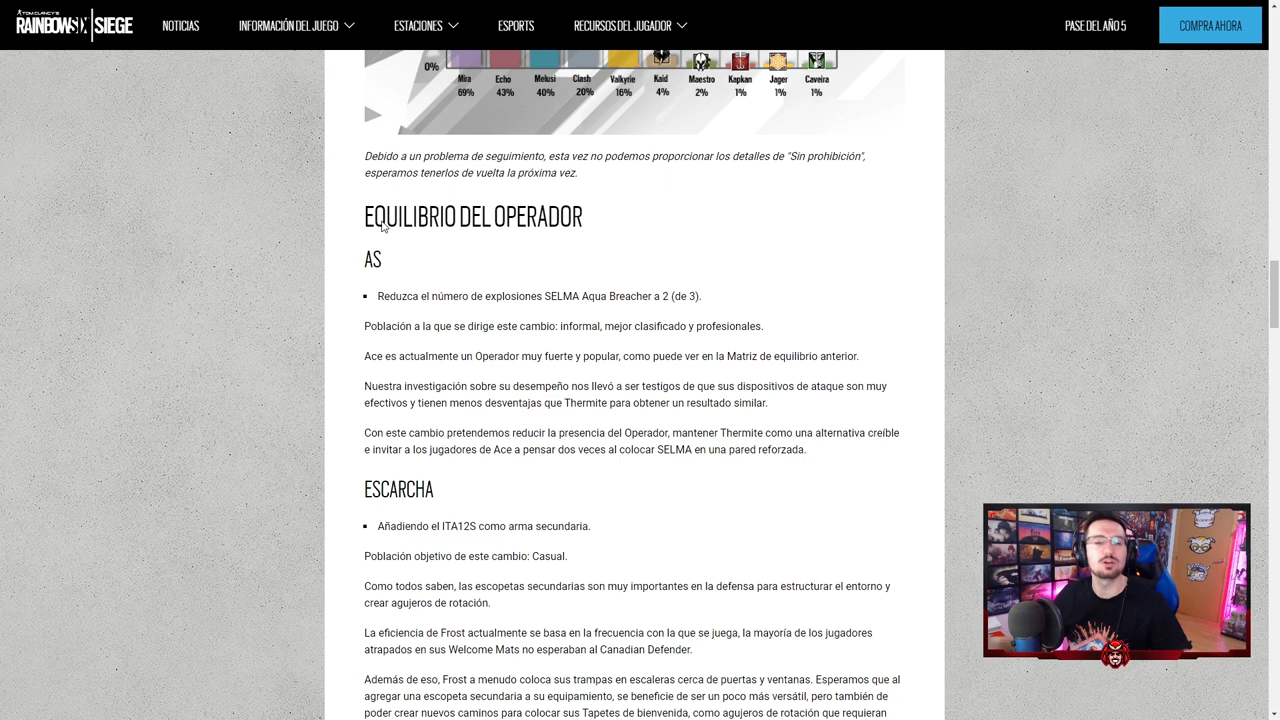 TOM CLANCY'S
RAINBOWSIX SIEGE
NOTICIAS
INFORMACIÓN DEL JUEGO
ESTACIONES
ESPORTS
RECURSOS DEL JUGADOR
PASE DEL AÑO 5
COMPRA AHORA
0%
Mira Echo Melusi Clash Valkyrie Kaid Maestro Kapkan Jager Caveira
69% 43% 40% 20% 16% 4% 2% 1% 1% 1%
Debido a un problema de seguimiento, esta vez no podemos proporcionar los detalles de "Sin prohibición",
esperamos tenerlos de vuelta la próxima vez.
EQUILIBRIO DEL OPERADOR
AS
Reduzca el número de explosiones SELMA Aqua Breacher a 2 (de 3).
Población a la que se dirige este cambio: informal, mejor clasificado y profesionales.
Ace es actualmente un Operador muy fuerte y popular, como puede ver en la Matriz de equilibrio anterior.
Nuestra investigación sobre su desempeño nos llevó a ser testigos de que sus dispositivos de ataque son muy
efectivos y tienen menos desventajas que Thermite para obtener un resultado similar.
Con este cambio pretendemos reducir la presencia del Operador, mantener Thermite como una alternativa creíble
e invitar a los jugadores de Ace a pensar dos veces al colocar SELMA en una pared reforzada.
ESCARCHA
Añadiendo el ITA12S como arma secundaria.
Población objetivo de este cambio: Casual.
Como todos saben, las escopetas secundarias son muy importantes en la defensa para estructurar el entorno y
crear agujeros de rotación.
La eficiencia de Frost actualmente se basa en la frecuencia con la que se juega, la mayoría de los jugadores
atrapados en sus Welcome Mats no esperaban al Canadian Defender.
Además de eso, Frost a menudo coloca sus trampas en escaleras cerca de puertas y ventanas. Esperamos que al
agregar una escopeta secundaria a su equipamiento, se beneficie de ser un poco más versátil, pero también de
poder crear nuevos caminos para colocar sus Tapetes de bienvenida, como agujeros de rotación que requieran